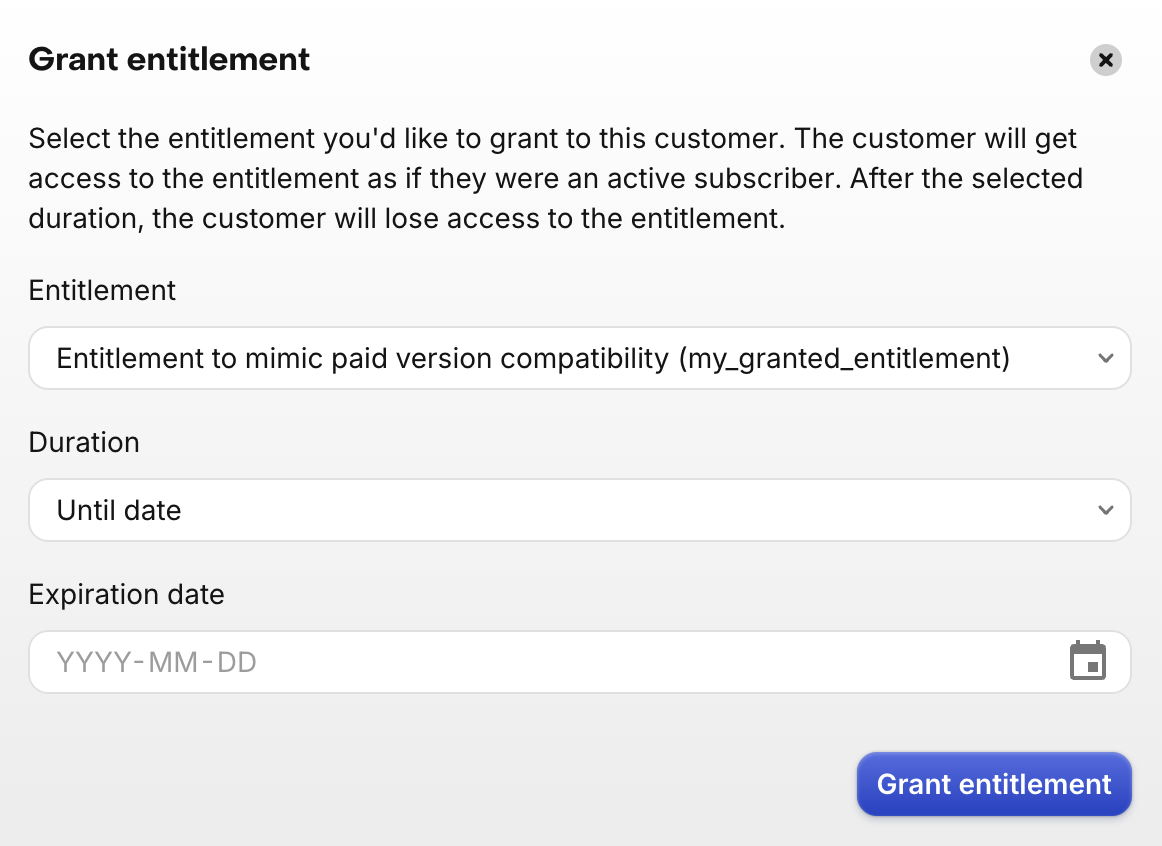 Grant entitlement
Select the entitlement you'd like to grant to this customer. The customer will get
access to the entitlement as if they were an active subscriber. After the selected
duration, the customer will lose access to the entitlement.
Entitlement
Entitlement to mimic paid version compatibility (my_granted_entitlement)
Duration
Until date
Expiration date
YYYY-MM-DD
Grant entitlement